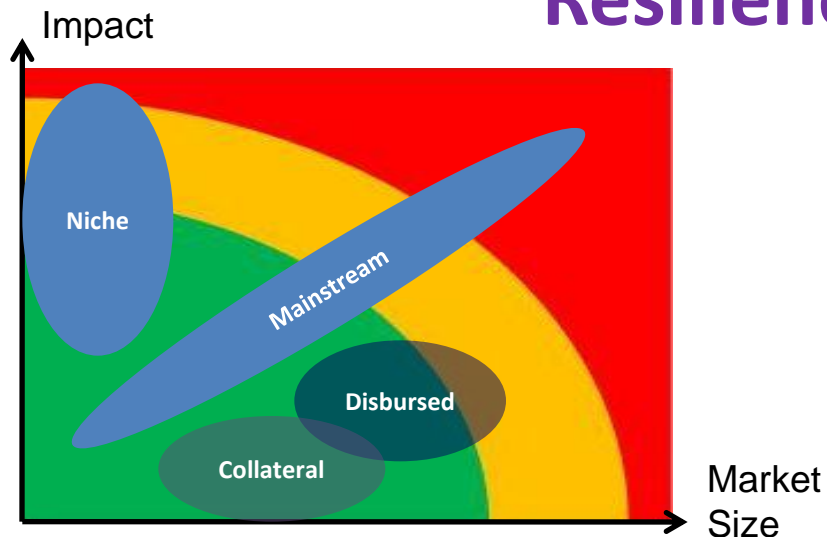 Impact
Niche
Mainstream
Disbursed
Collateral
Market
Size